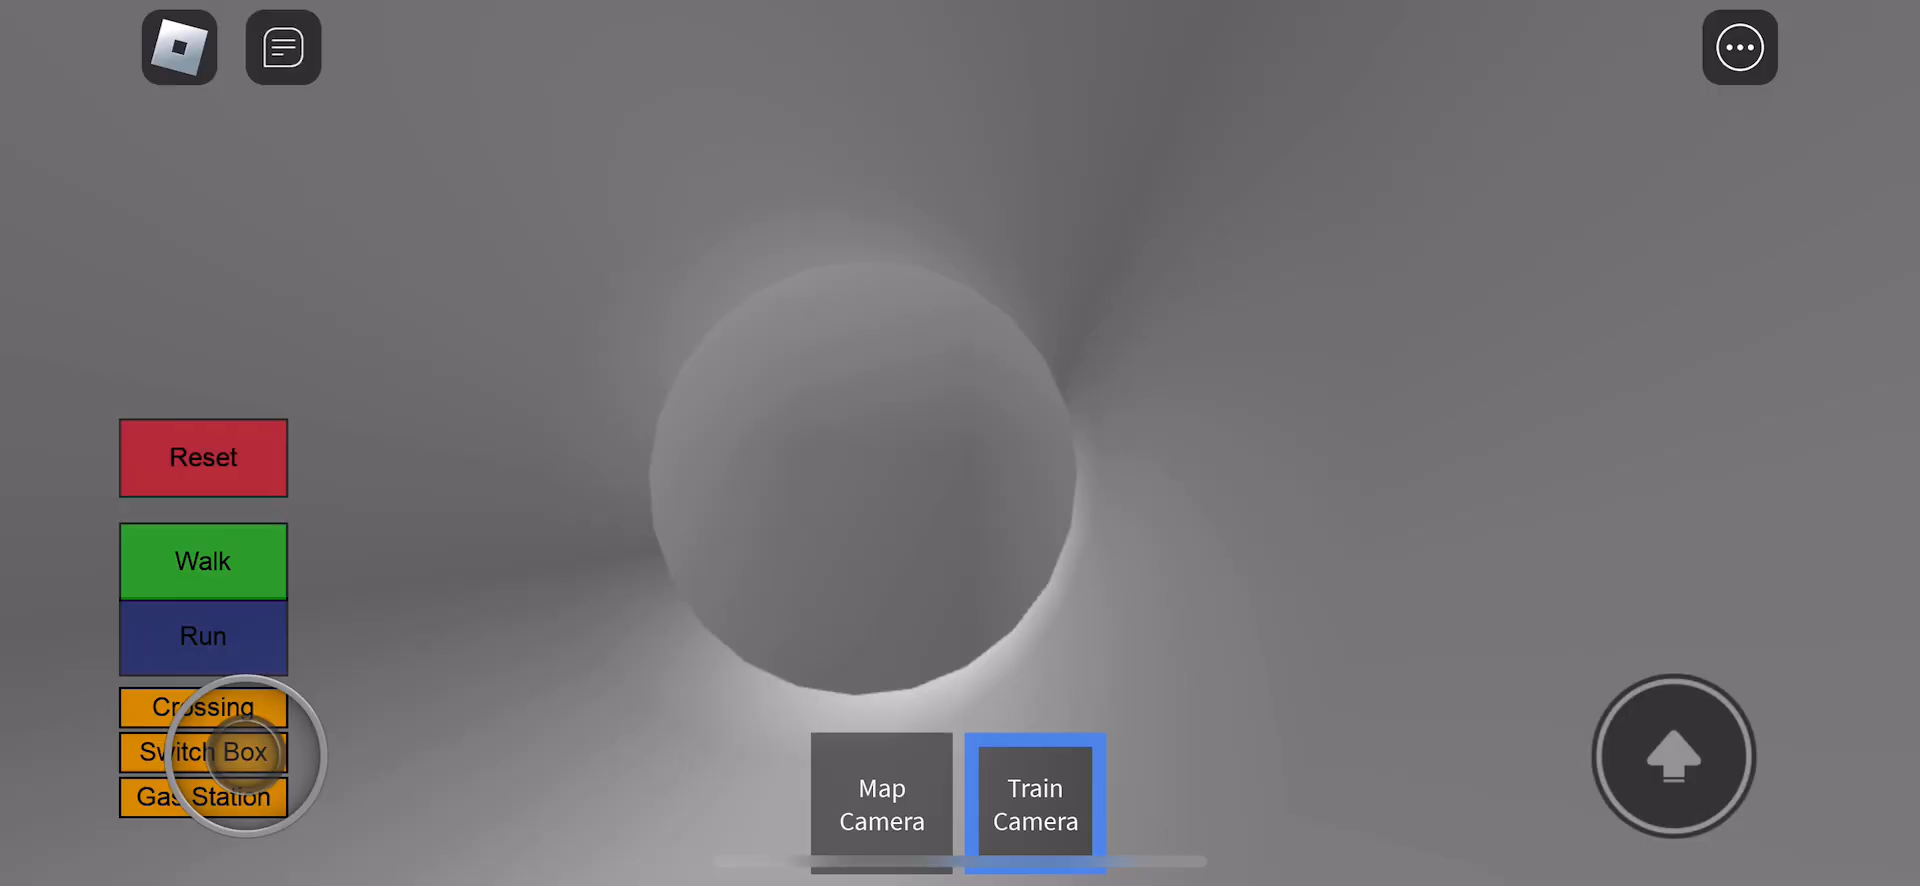 Reset
Walk
Run
Crossing
Switch Box
Gas Station
Map
Camera
Train
Camera